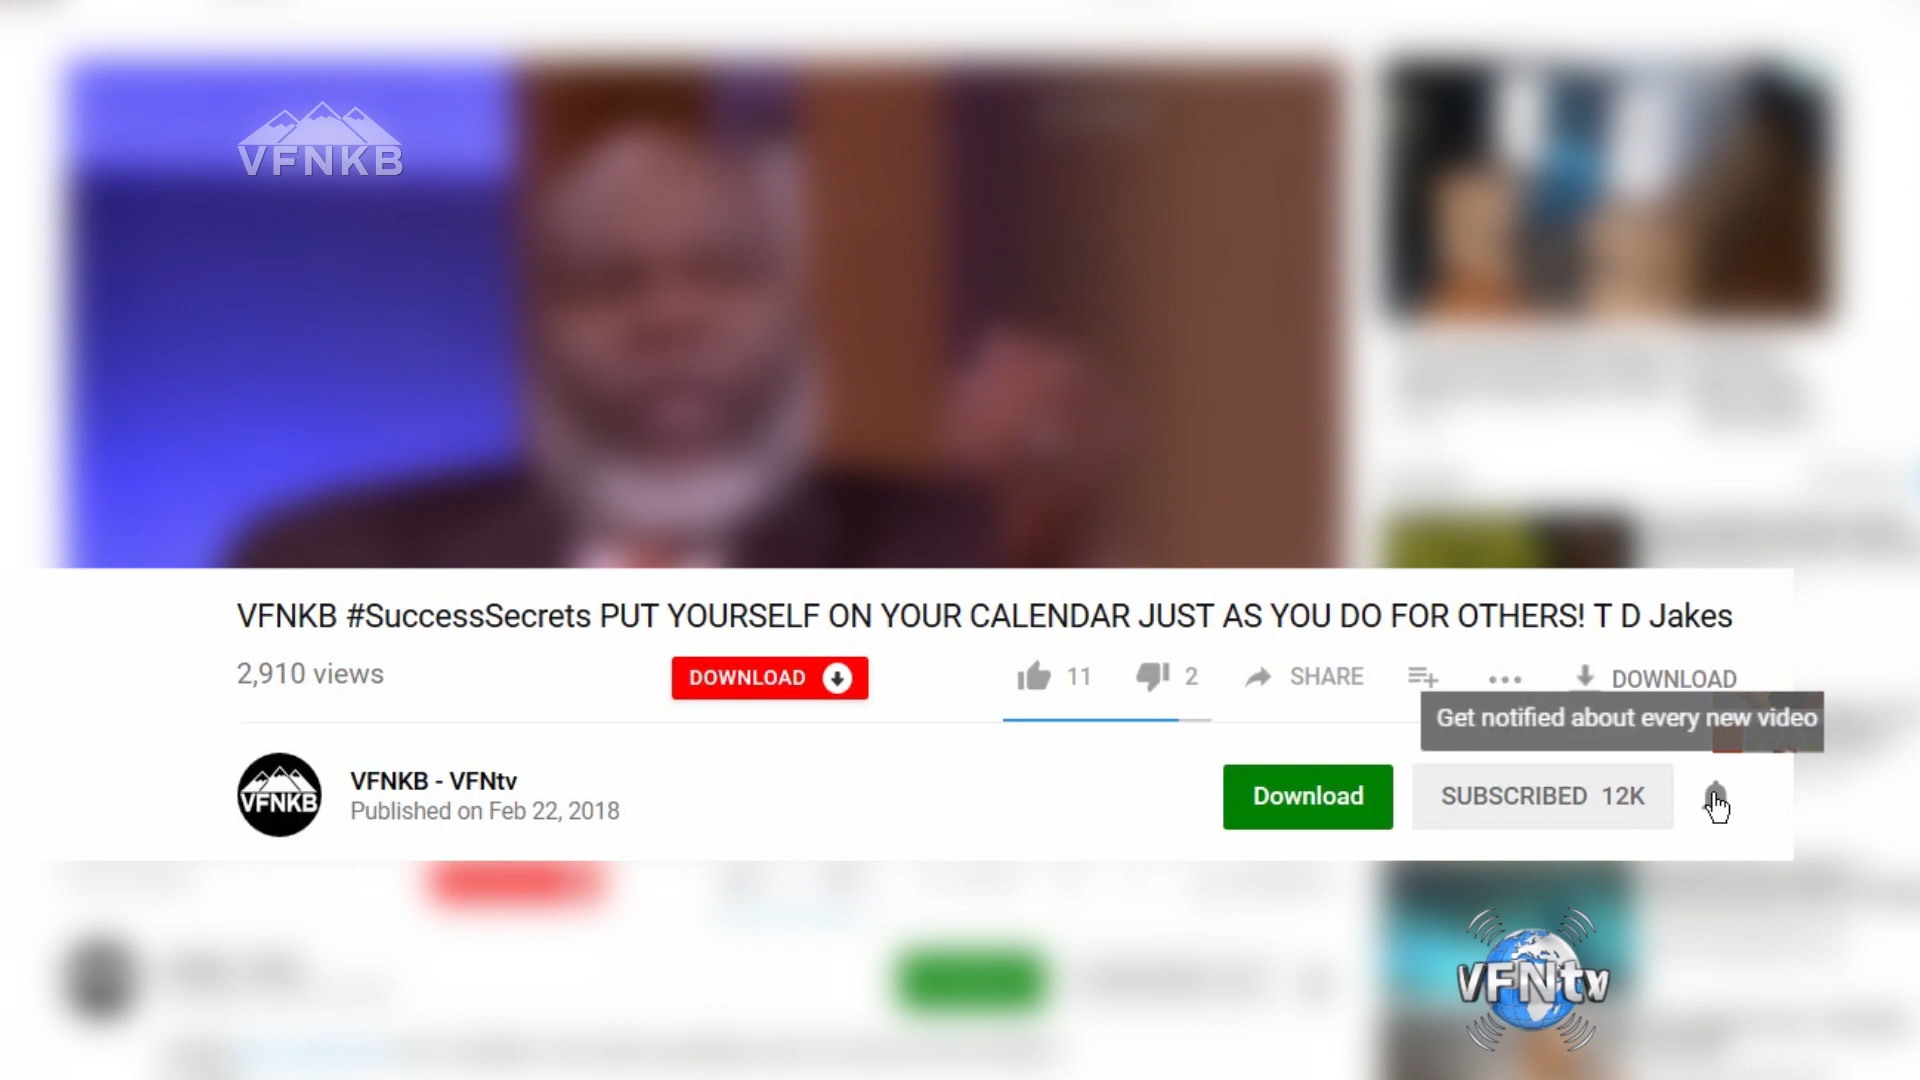 VFNKB
VFNKB #SuccessSecrets PUT YOURSELF ON YOUR CALENDAR JUST AS YOU DO FOR OTHERS! T D Jakes
2,910 views
DOWNLOAD
11
2
SHARE
DOWNLOAD
Get notified about every new video
VFNKB
VFNKB - VFNtv
Published on Feb 22, 2018
Download
SUBSCRIBED 12K
VFNtv